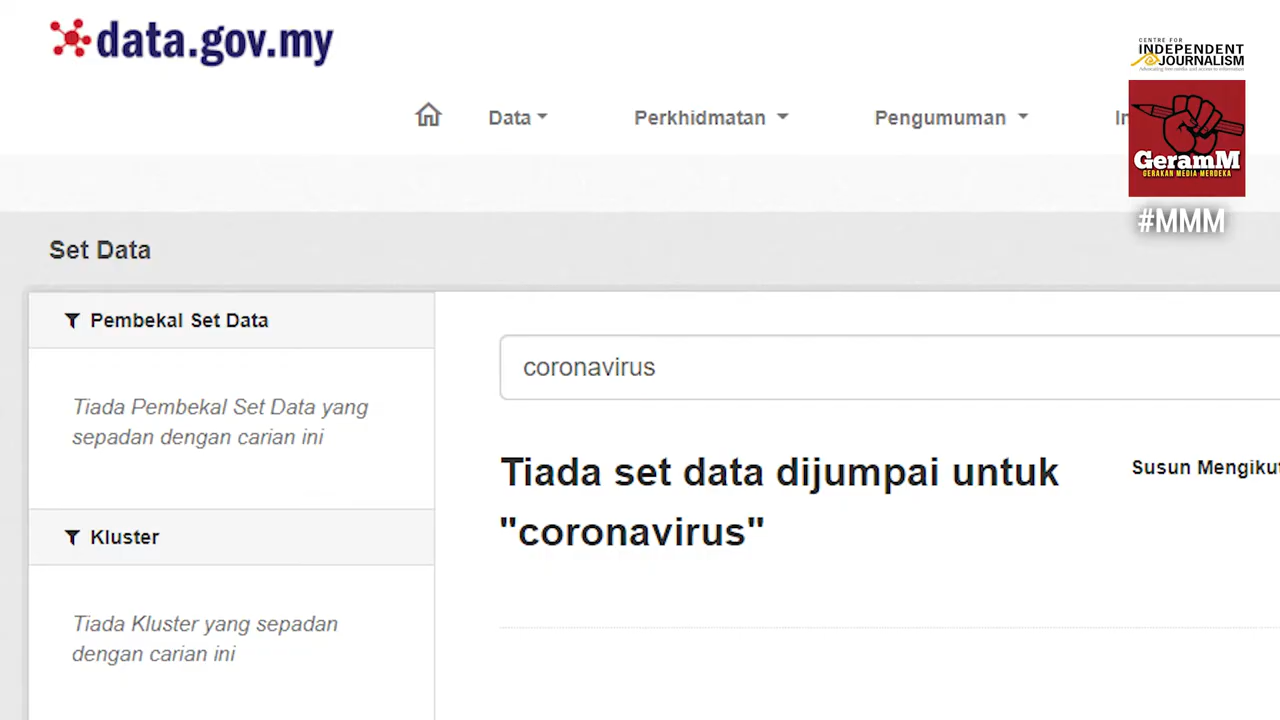 data.gov.my
CENTRE FOR
INDEPENDENT
JOURNALISM
Data
Perkhidmatan
Pengumuman
GeramM
GERAKAN MEDIA MERDEKA
#MMM
Set Data
Pembekal Set Data
Tiada Pembekal Set Data yang
sepadan dengan carian ini
Kluster
Tiada Kluster yang sepadan
dengan carian ini
coronavirus
Tiada set data dijumpai untuk
"coronavirus"
Susun Mengikut